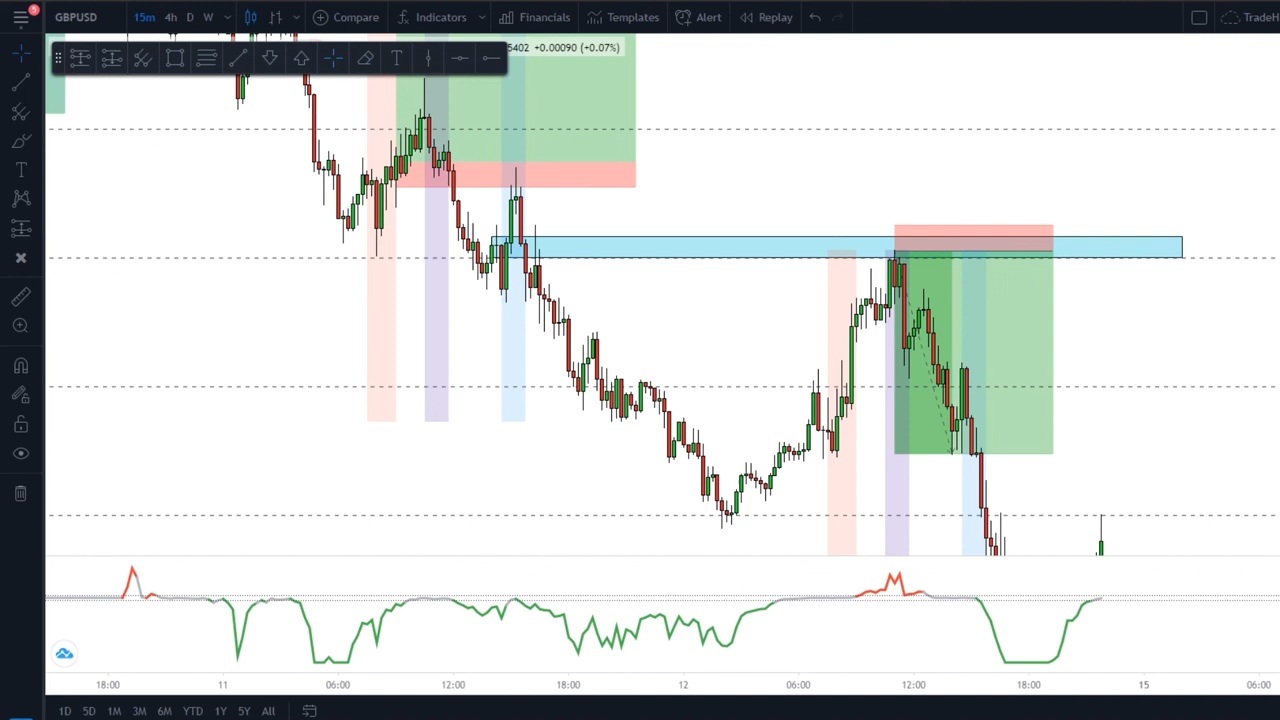 5
GBPUSD 15m 4h D W Compare Indicators Financials Templates Alert Replay TradeH
5402 +0.00090 (+0.07%)
T
T
18:00 11 06:00 12:00 18:00 12 06:00 12:00 18:00 15 06:00
1D 5D 1M 3M 6M YTD 1Y 5Y All